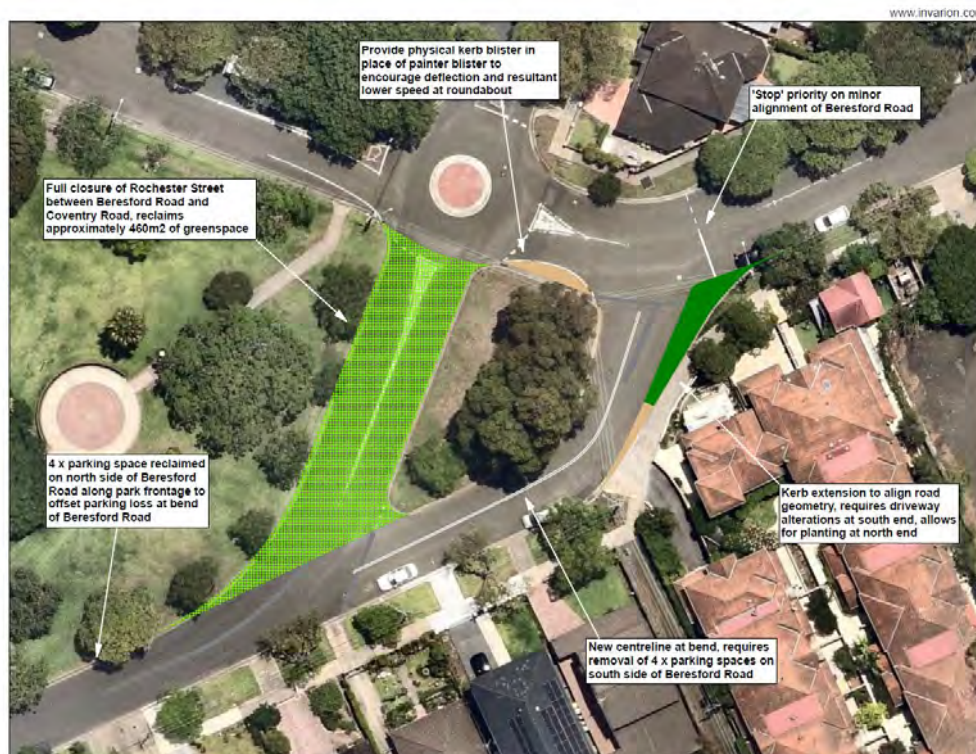 www.invarion.co
Provide physical kerb blister in
place of painter blister to
encourage deflection and resultant
lower speed at roundabout
'Stop' priority on minor
alignment of Beresford Road
Full closure of Rochester Street
between Beresford Road and
Coventry Road, reclaims
approximately 460m2 of greenspace
4 x parking space reclaimed
on north side of Beresford
Road along park frontage to
offset parking loss at bend
of Beresford Road
Kerb extension to align road
geometry, requires driveway
alterations at south end, allows
for planting at north end
New centreline at bend, requires
removal of 4 x parking spaces on
south side of Beresford Road